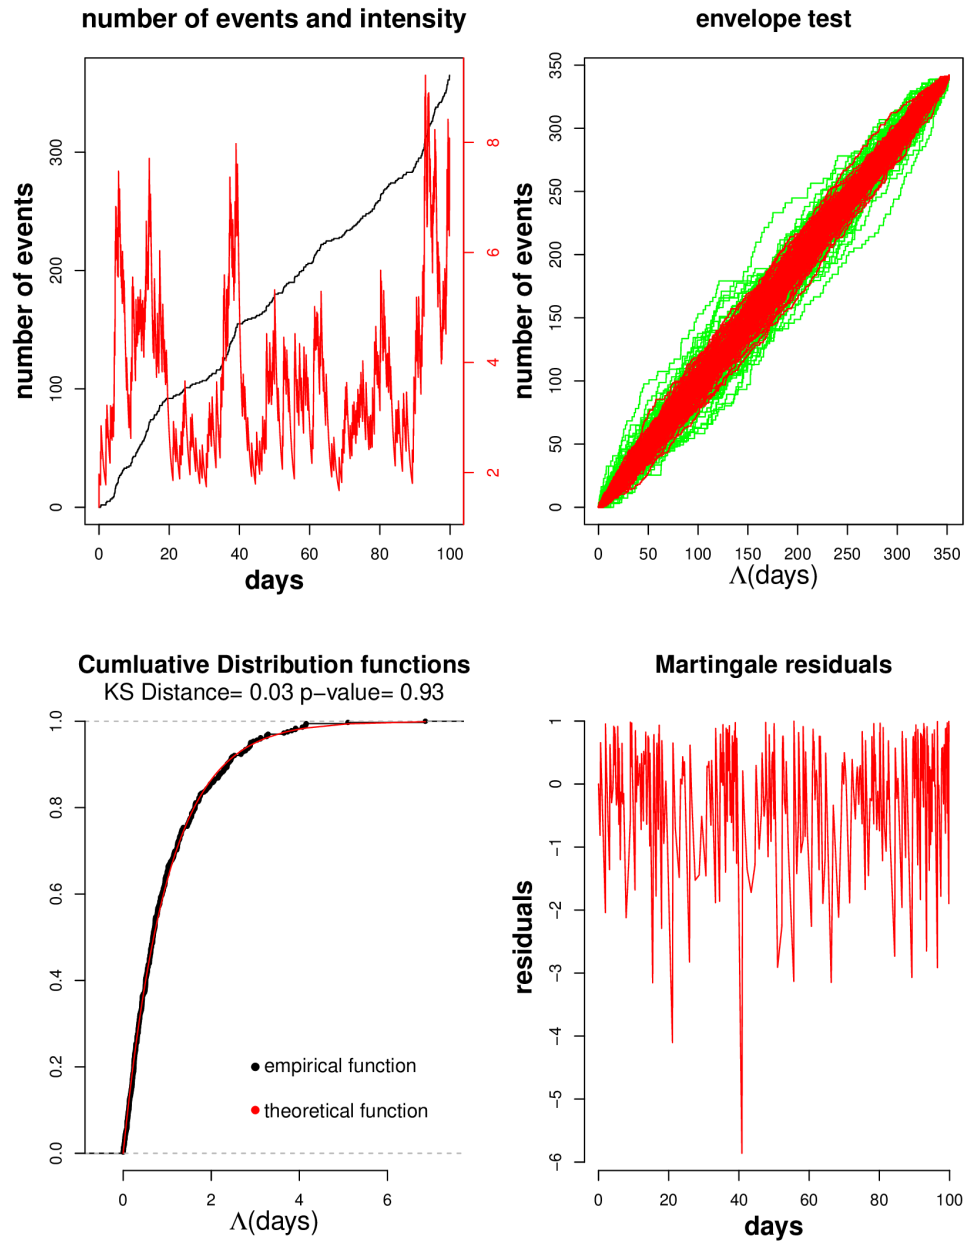 number of events and intensity
number of events
0
100
200
300
2
4
6
8
0 20 40 60 80 100
days
envelope test
number of events
0
50
100
150
200
250
300
350
0 50 100 150 200 250 300 350
Λ(days)
Cumluative Distribution functions
KS Distance= 0.03 p−value= 0.93
0.0
0.2
0.4
0.6
0.8
1.0
empirical function
theoretical function
0 2 4 6
Λ(days)
Martingale residuals
residuals
−6
−5
−4
−3
−2
−1
0
1
0 20 40 60 80 100
days